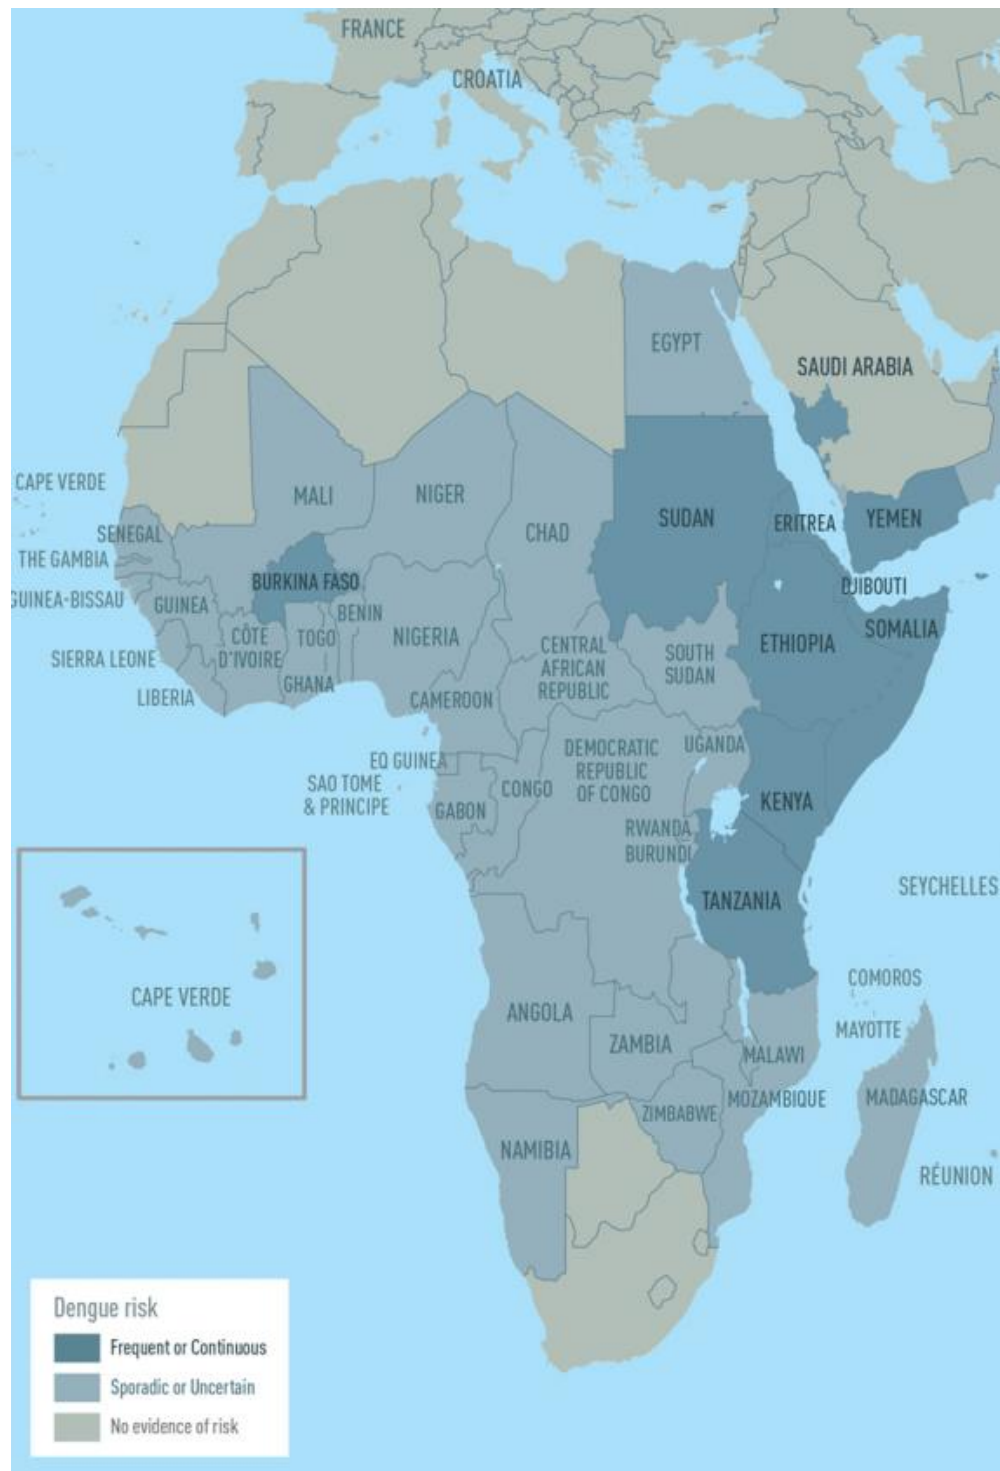 FRANCE
CROATIA
EGYPT
SAUDI ARABIA
CAPE VERDE
MALI
NIGER
CHAD
SUDAN
ERITREA
YEMEN
SENEGAL
THE GAMBIA
GUINEA-BISSAU
GUINEA
BURKINA FASO
BENIN
DJIBOUTI
SOMALIA
ETHIOPIA
SIERRA LEONE
CÔTE
D'IVOIRE
TOGO
NIGERIA
CENTRAL
AFRICAN
REPUBLIC
SOUTH
SUDAN
LIBERIA
GHANA
CAMEROON
EQ GUINEA
DEMOCRATIC
REPUBLIC
OF CONGO
UGANDA
SAO TOME
& PRINCIPE
GABON
CONGO
KENYA
RWANDA
BURUNDI
TANZANIA
SEYCHELLES
CAPE VERDE
ANGOLA
ZAMBIA
COMOROS
MAYOTTE
MALAWI
MOZAMBIQUE
MADAGASCAR
ZIMBABWE
NAMIBIA
RÉUNION
Dengue risk
Frequent or Continuous
Sporadic or Uncertain
No evidence of risk